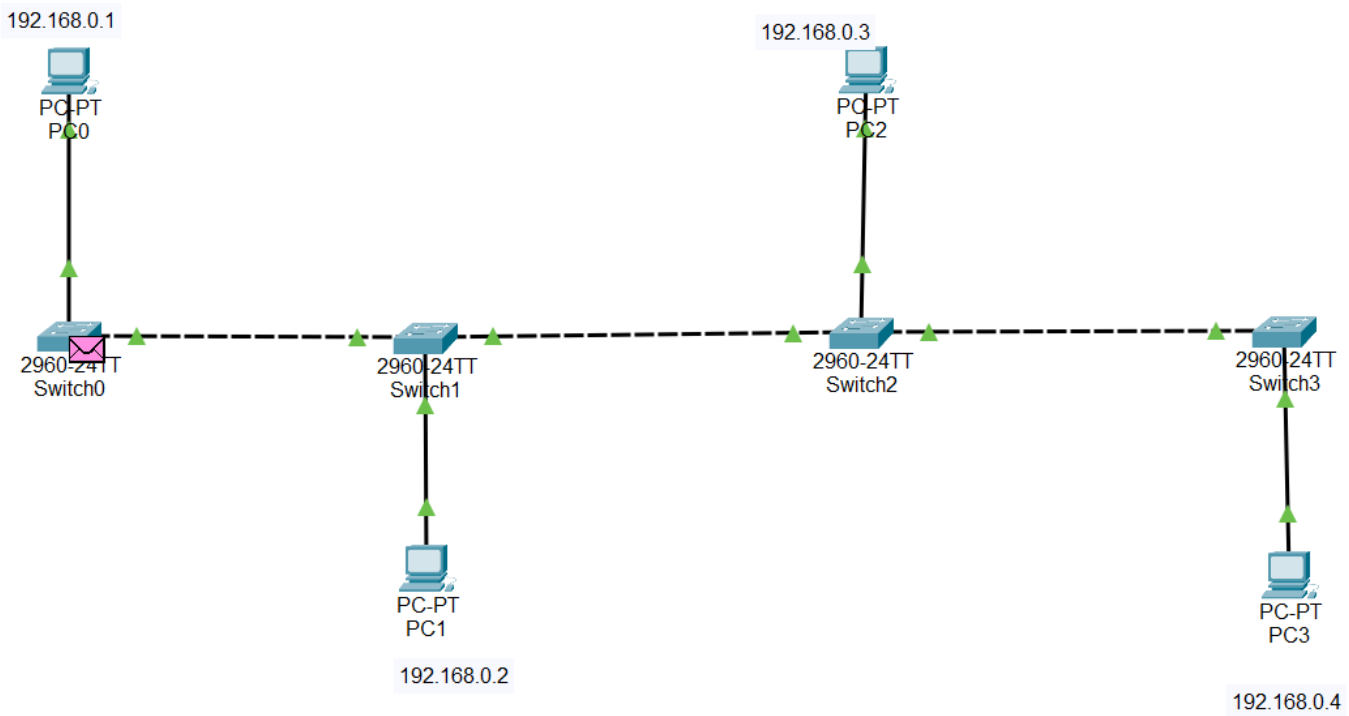 192.168.0.1
192.168.0.3
PC-PT
PC0
PC-PT
PC2
2960-24TT
Switch0
2960-24TT
Switch1
2960-24TT
Switch2
2960-24TT
Switch3
PC-PT
PC1
PC-PT
PC3
192.168.0.2
192.168.0.4